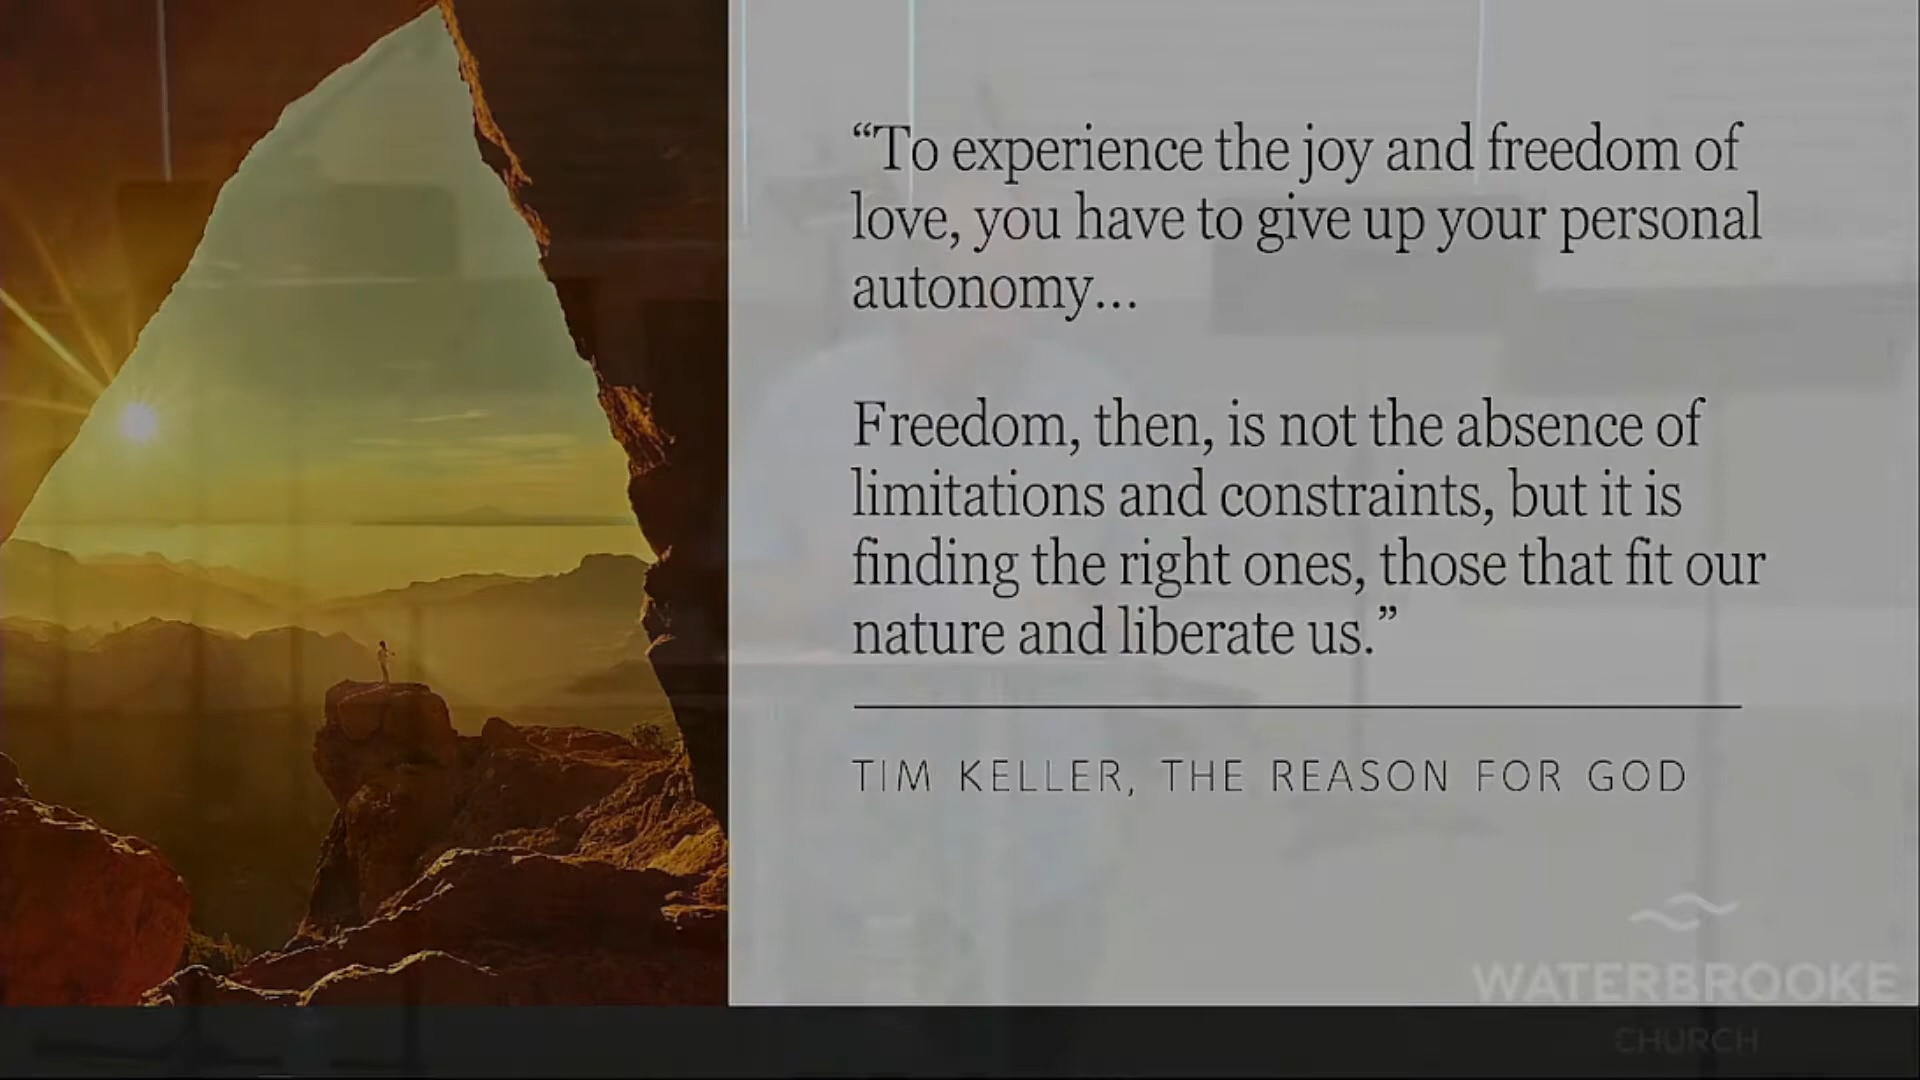 “To experience the joy and freedom of
love, you have to give up your personal
autonomy...
Freedom, then, is not the absence of
limitations and constraints, but it is
finding the right ones, those that fit our
nature and liberate us.”
TIM KELLER, THE REASON FOR GOD
WATERBROOKE
CHURCH